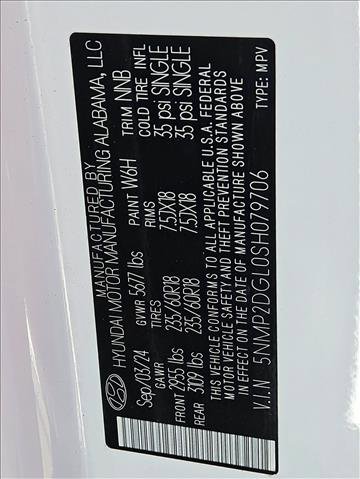 MANUFACTURED BY
HYUNDAI MOTOR MANUFACTURING ALABAMA, LLC
Sep/03/24 GVWR 5677 lbs PAINT W6H TRIM NNB
GAWR TIRES RIMS COLD TIRE INFL
FRONT 2955 lbs 235/60R18 7.5JX18 35 psi SINGLE
REAR 3109 lbs 235/60R18 7.5JX18 35 psi SINGLE
THIS VEHICLE CONFORMS TO ALL APPLICABLE U.S.A. FEDERAL
MOTOR VEHICLE SAFETY AND THEFT PREVENTION STANDARDS
IN EFFECT ON THE DATE OF MANUFACTURE SHOWN ABOVE.
V.I.N 5NMP2DGL0SH079706 TYPE: MPV